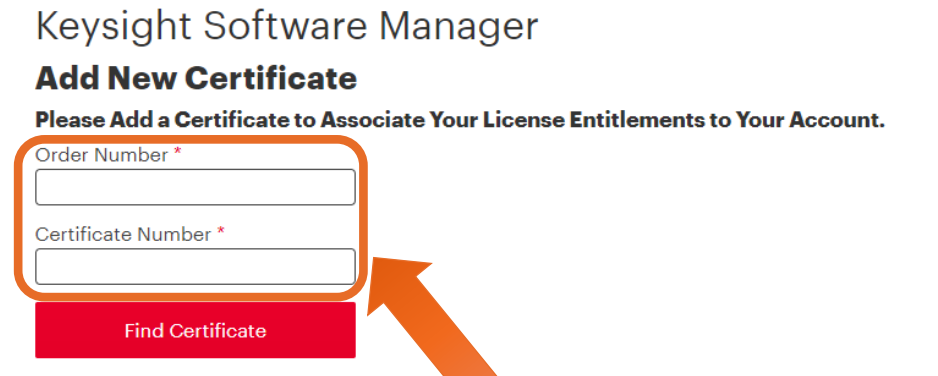 Keysight Software Manager
Add New Certificate
Please Add a Certificate to Associate Your License Entitlements to Your Account.
Order Number *
Certificate Number *
Find Certificate